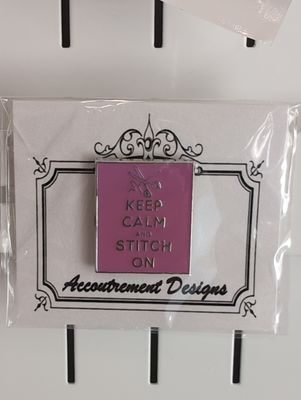 KEEP
CALM
AND
STITCH
ON
Accoutrement Designs